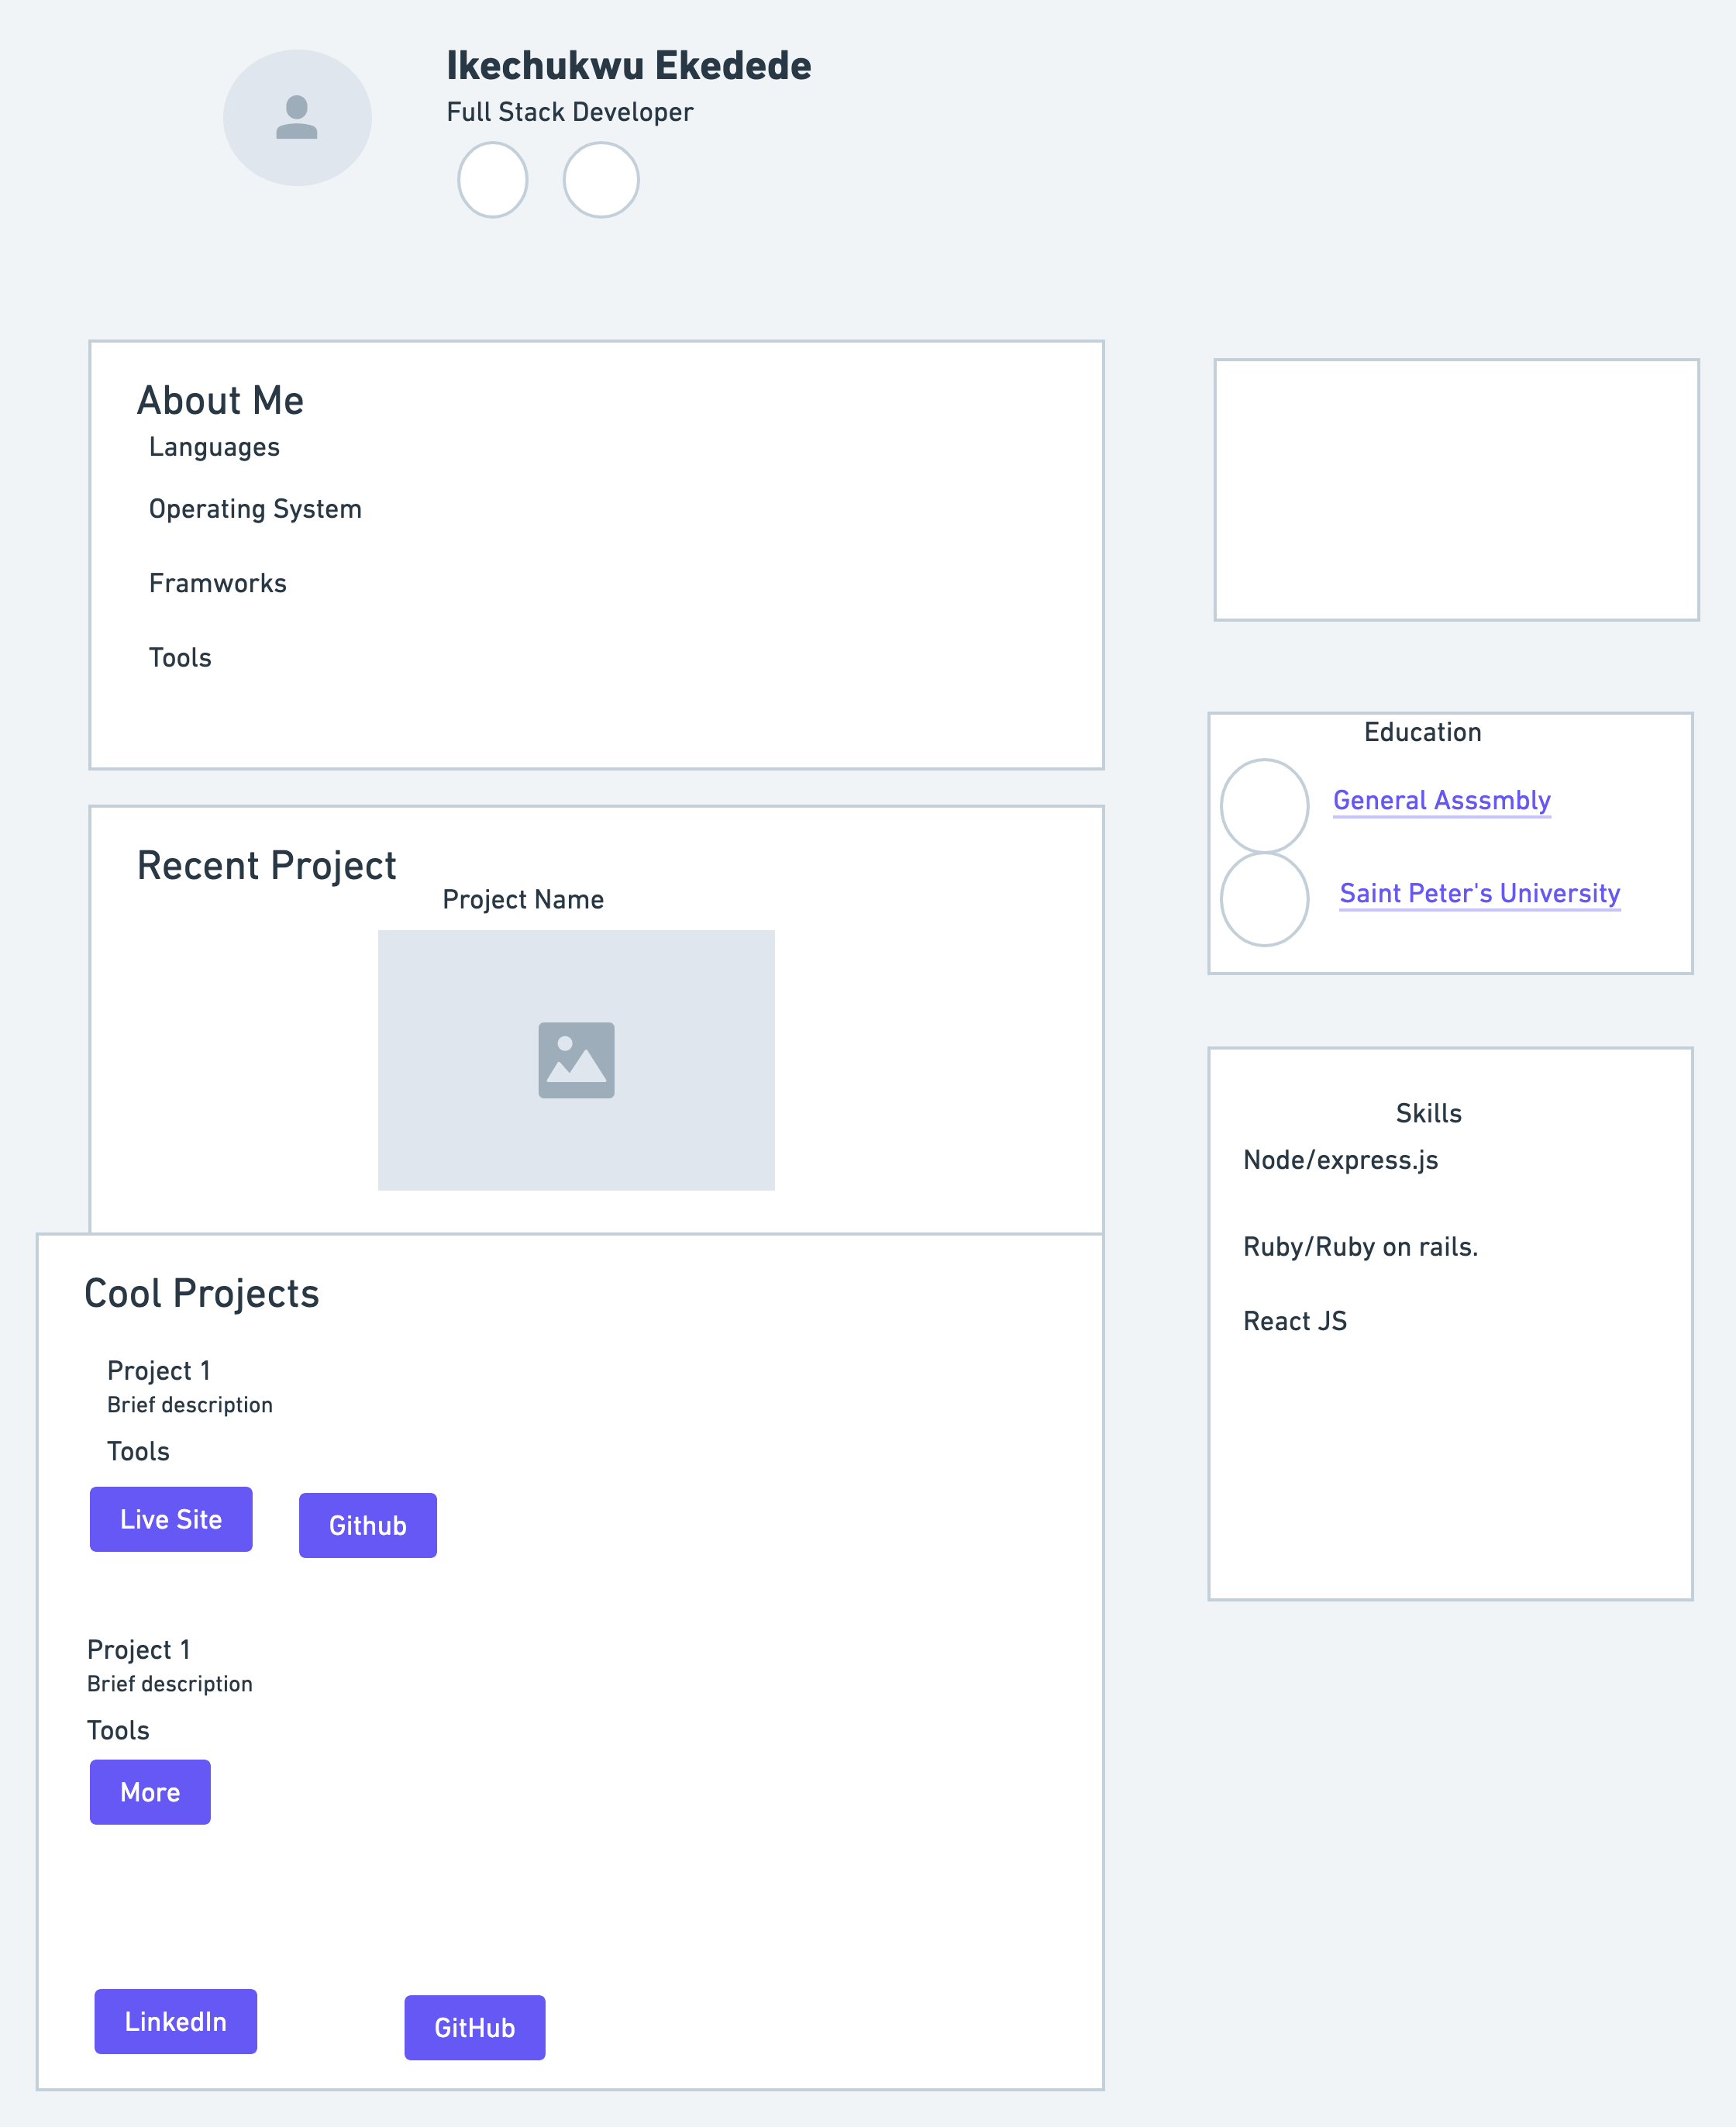 Ikechukwu Ekedede
Full Stack Developer
About Me
Languages
Operating System
Framworks
Tools
Recent Project
Project Name
Cool Projects
Project 1
Brief description
Tools
Live Site
Github
Project 1
Brief description
Tools
More
LinkedIn
GitHub
Education
General Asssmbly
Saint Peter's University
Skills
Node/express.js
Ruby/Ruby on rails.
React JS